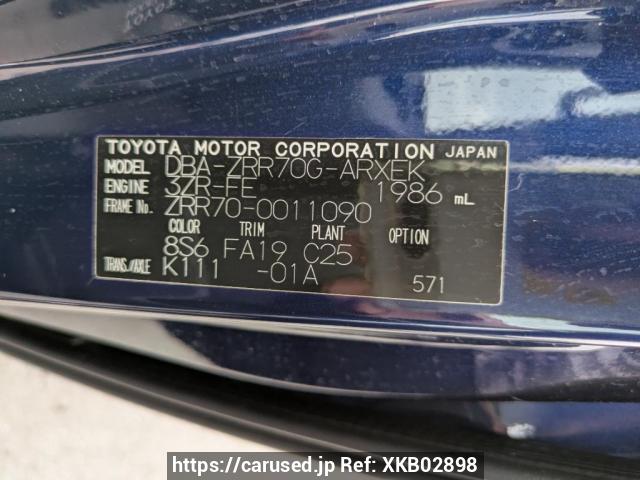 TOYOTA MOTOR CORPORATION JAPAN
MODEL DBA-ZRR70G-ARXEK
ENGINE 3ZR-FE 1986 mL
FRAME No. ZRR70-0011090
COLOR TRIM PLANT OPTION
8S6 FA19 C25
TRANS./AXLE K111 -01A 571
https://carused.jp Ref: XKB02898